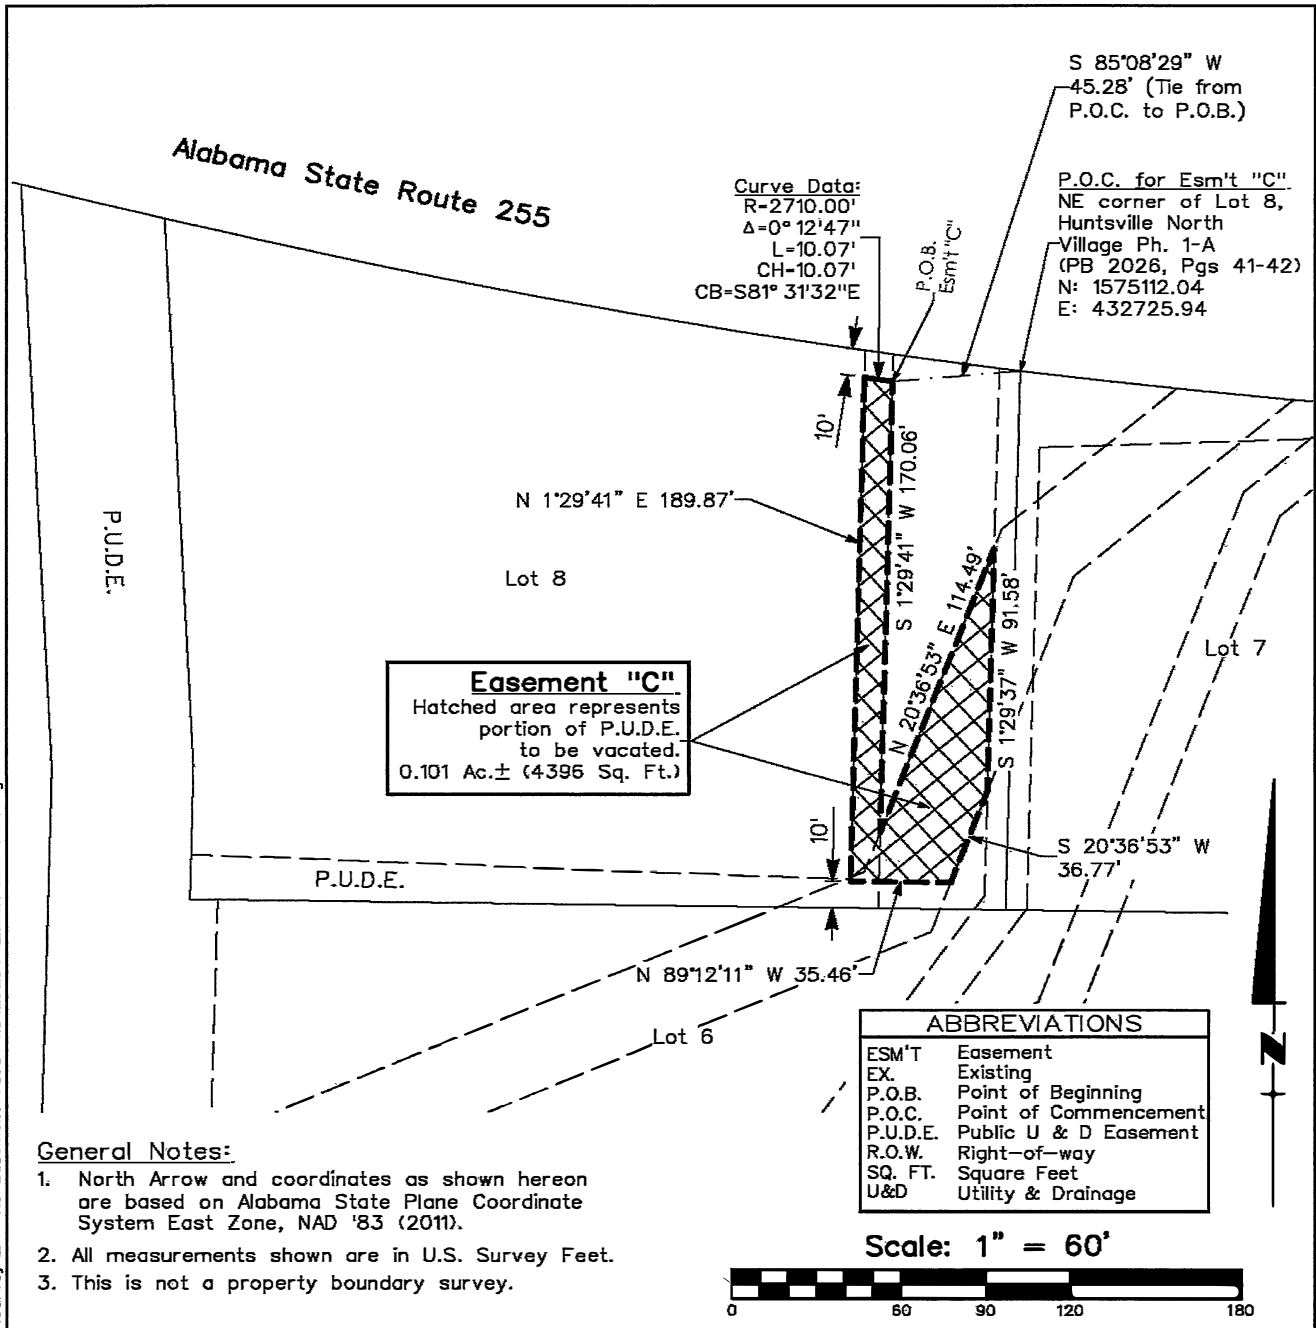 S 85°08'29" W
45.28' (Tie from
P.O.C. to P.O.B.)
Alabama State Route 255
Curve Data:
R=2710.00'
Δ=0° 12'47"
L=10.07'
CH=10.07'
CB=S81° 31'32"E
P.O.B.
Esm't "C"
P.O.C. for Esm't "C"
NE corner of Lot 8,
Huntsville North
Village Ph. 1-A
(PB 2026, Pgs 41-42)
N: 1575112.04
E: 432725.94
10'
N 1°29'41" E 189.87'
S 1°29'41" W 170.06'
P.U.D.E.
Lot 8
N 20°36'53" E 114.49'
S 1°29'37" W 91.58'
Lot 7
Easement "C"
Hatched area represents
portion of P.U.D.E.
to be vacated.
0.101 Ac.± (4396 Sq. Ft.)
10'
S 20°36'53" W
36.77'
P.U.D.E.
N 89°12'11" W 35.46'
Lot 6
ABBREVIATIONS
ESM'T Easement
EX. Existing
P.O.B. Point of Beginning
P.O.C. Point of Commencement
P.U.D.E. Public U & D Easement
R.O.W. Right-of-way
SQ. FT. Square Feet
U&D Utility & Drainage
N
General Notes:
1. North Arrow and coordinates as shown hereon
are based on Alabama State Plane Coordinate
System East Zone, NAD '83 (2011).
2. All measurements shown are in U.S. Survey Feet.
3. This is not a property boundary survey.
Scale: 1" = 60'
0 60 90 120 180